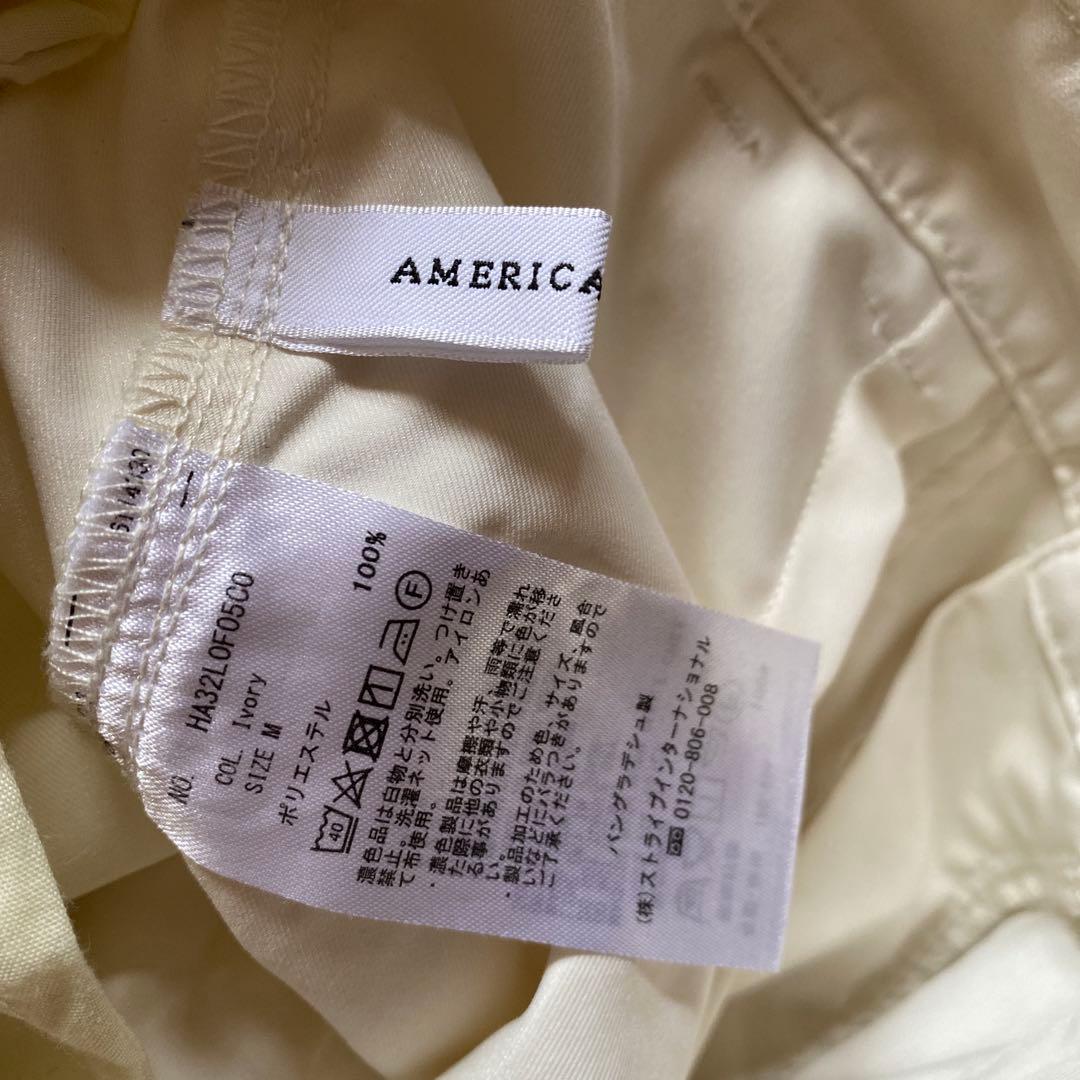 AMERICA
NO. HA32L0F05C0
COL. Ivory
SIZE M
ポリエステル 100%
40
F
濃色品は白物と分別洗い。つけ置き
禁止。洗濯ネット使用。アイロンあ
て布使用。
・濃色製品は摩擦や汗、雨等で濡れ
た際に他の衣類や小物類に色が移
る事がありますのでご注意くださ
い。
・製品加工のため色、サイズ、風合
いなどにバラつきがありますので
ご了承ください。
バングラデシュ製
(株)ストライプインターナショナル
0120-806-008